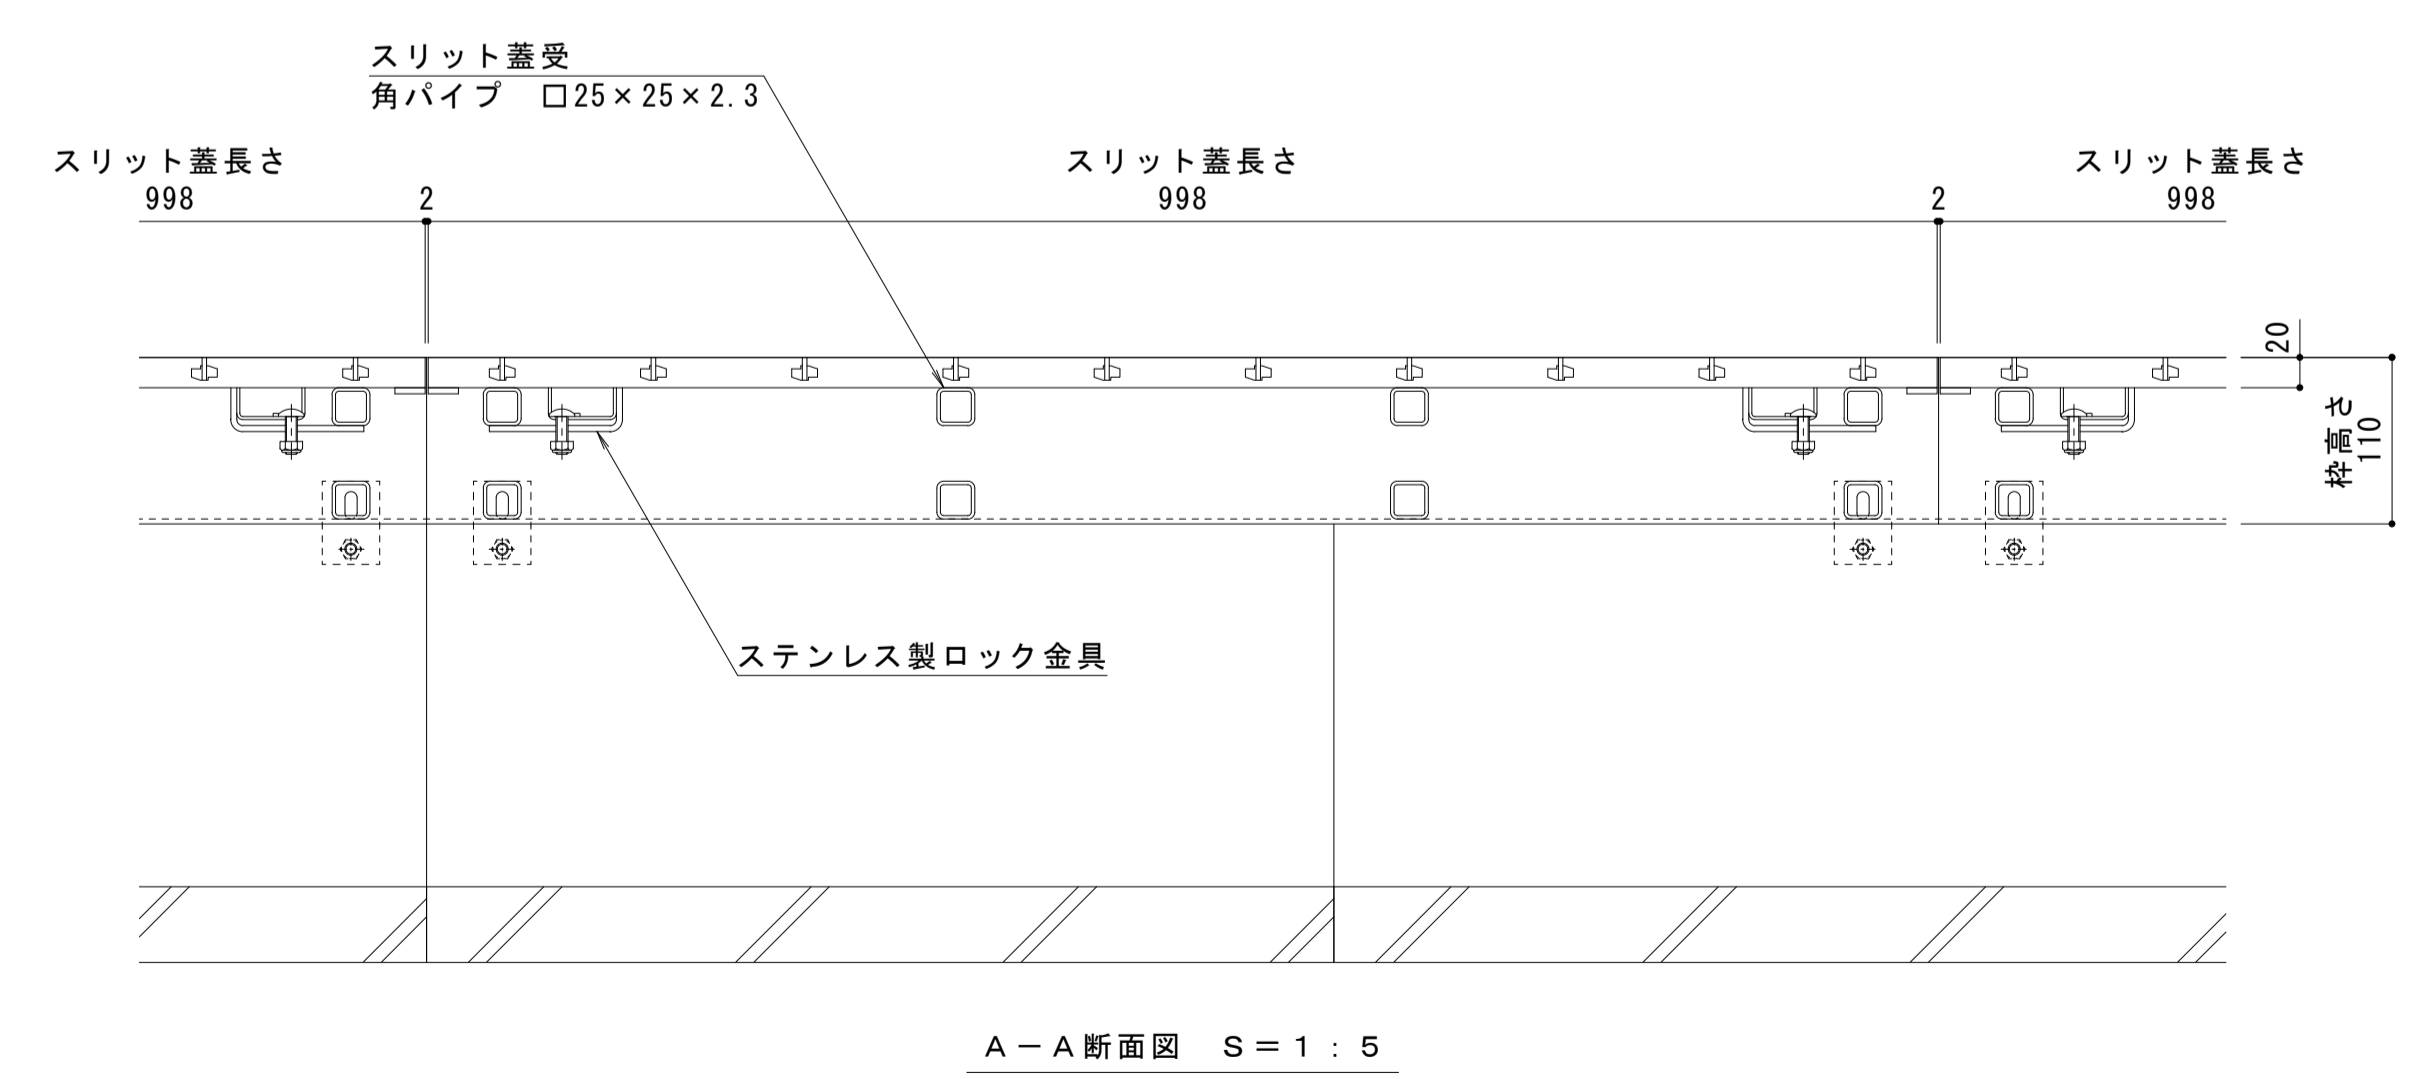 スリット蓋受
角パイプ　□25×25×2.3
スリット蓋長さ
998
2
スリット蓋長さ
998
2
スリット蓋長さ
998
20
枠高さ
110
ステンレス製ロック金具
A－A断面図　S＝1：5